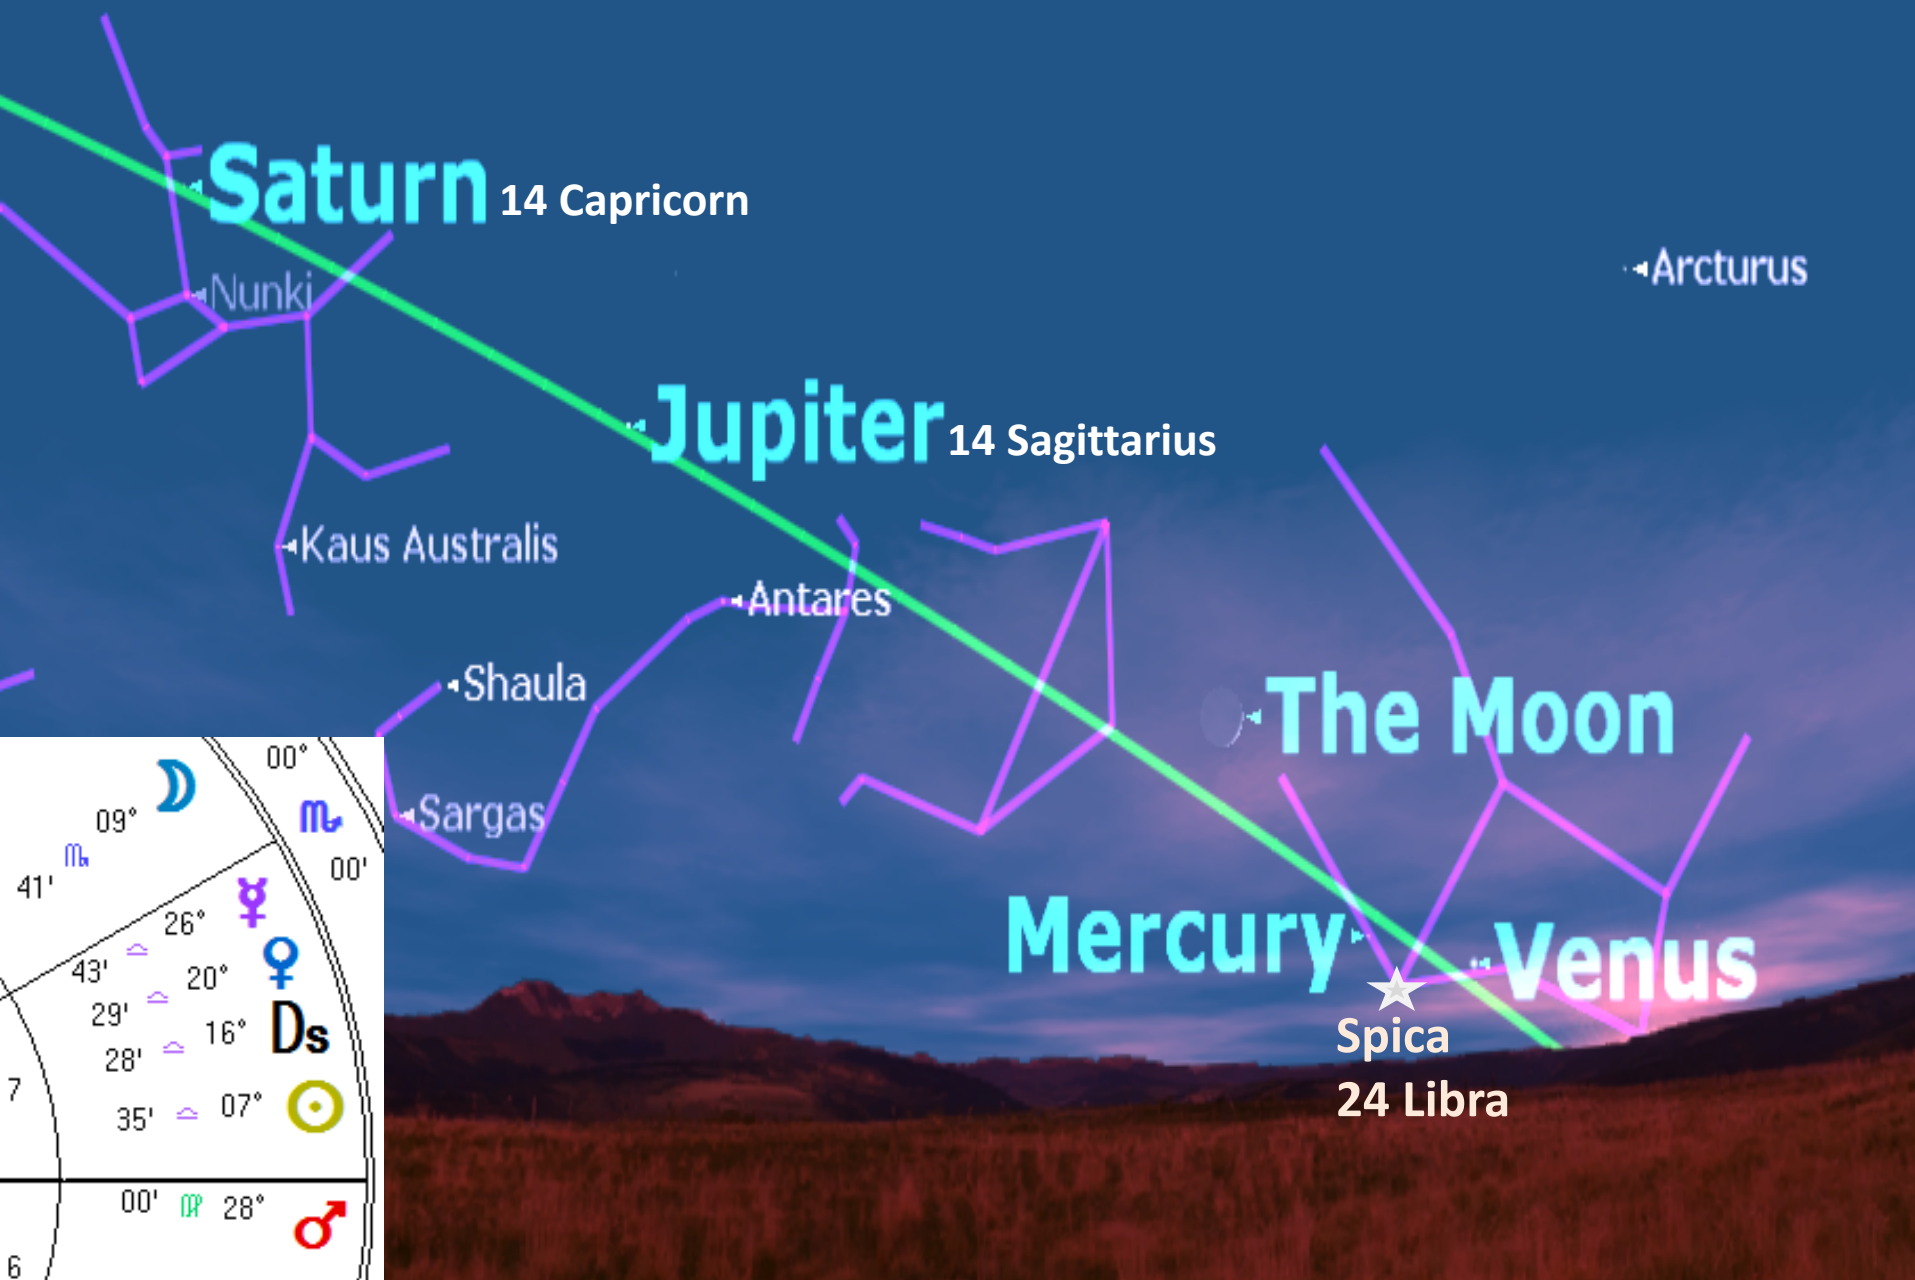 Saturn 14 Capricorn
Nunki
Arcturus
Jupiter 14 Sagittarius
Kaus Australis
Antares
Shaula
The Moon
Sargas
Mercury
Venus
Spica
24 Libra
00°
☽
09° ♏ 41'
♏
00'
☿ 26° ♎ 43'
♀ 20° ♎ 29'
Ds 16° ♎ 28'
☉ 07° ♎ 35'
7
00' ♍ 28° ♂
6